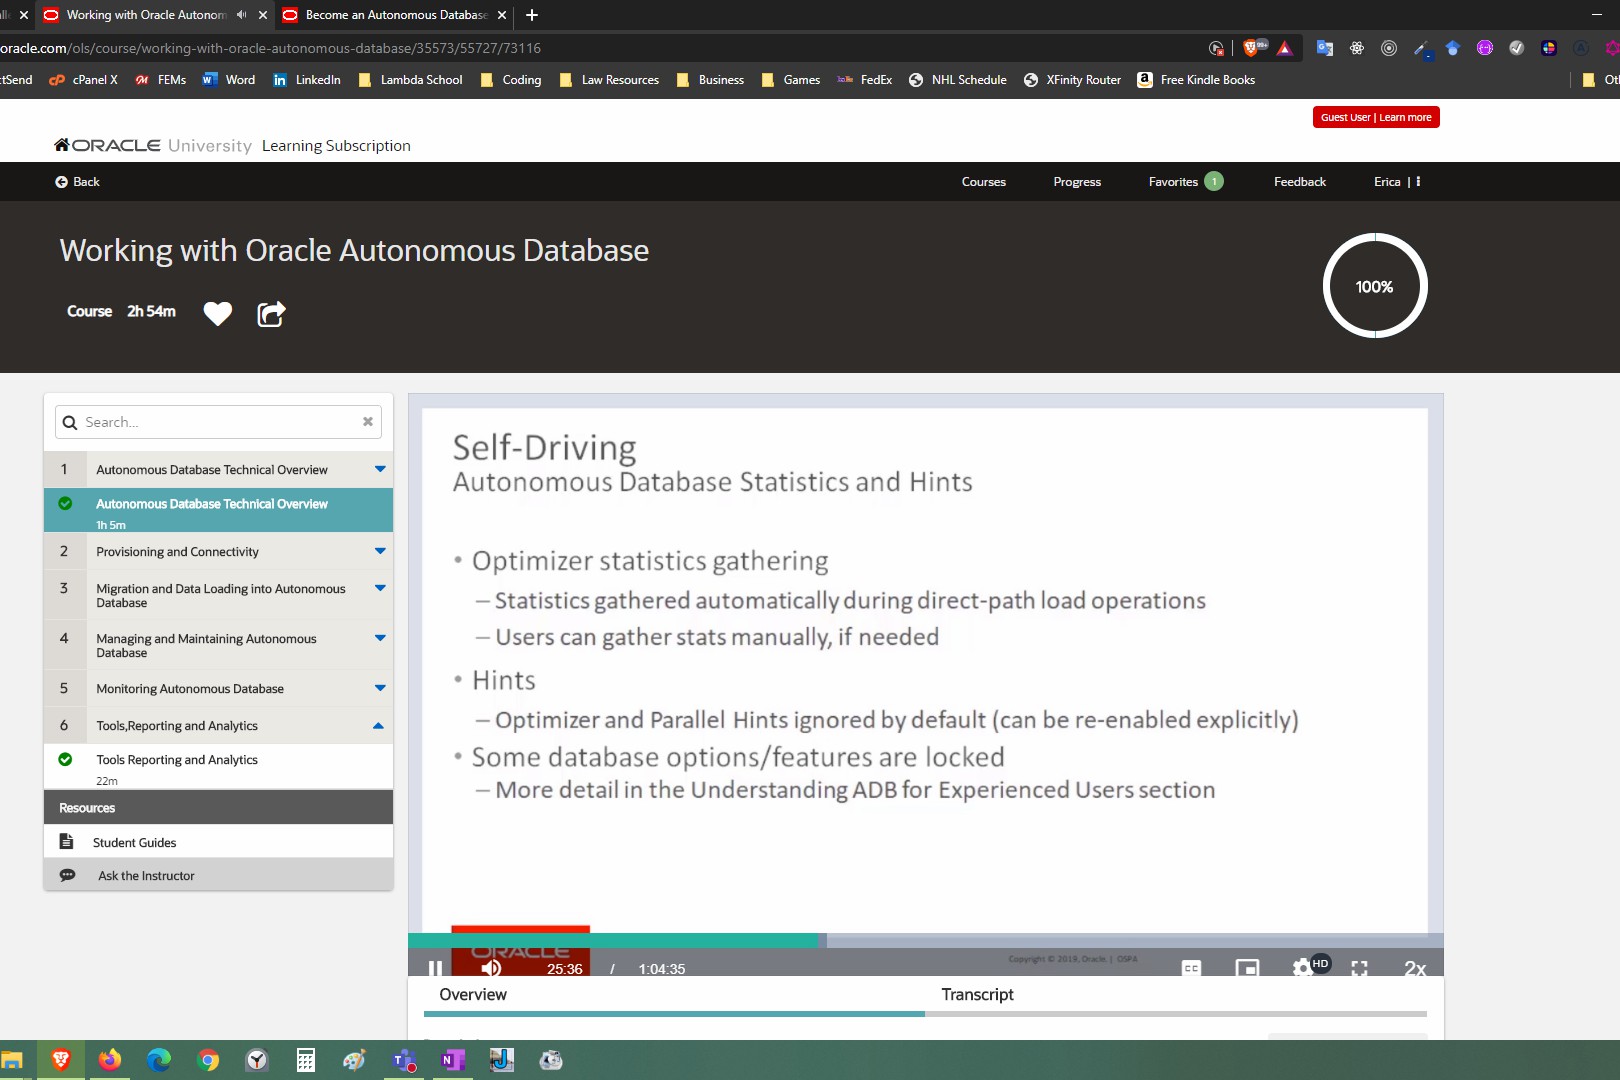 Working with Oracle Autonom
Become an Autonomous Database
oracle.com/ols/course/working-with-oracle-autonomous-database/35573/55727/73116
99+
ctSend
cPanel X
FEMs
Word
LinkedIn
Lambda School
Coding
Law Resources
Business
Games
FedEx
NHL Schedule
XFinity Router
Free Kindle Books
Guest User | Learn more
ORACLE University Learning Subscription
Back
Courses
Progress
Favorites 1
Feedback
Erica |
Working with Oracle Autonomous Database
Course 2h 54m
100%
Search...
1 Autonomous Database Technical Overview
Autonomous Database Technical Overview
1h 5m
2 Provisioning and Connectivity
3 Migration and Data Loading into Autonomous
Database
4 Managing and Maintaining Autonomous
Database
5 Monitoring Autonomous Database
6 Tools,Reporting and Analytics
Tools Reporting and Analytics
22m
Resources
Student Guides
Ask the Instructor
Self-Driving
Autonomous Database Statistics and Hints
• Optimizer statistics gathering
– Statistics gathered automatically during direct-path load operations
– Users can gather stats manually, if needed
• Hints
– Optimizer and Parallel Hints ignored by default (can be re-enabled explicitly)
• Some database options/features are locked
– More detail in the Understanding ADB for Experienced Users section
ORACLE
Copyright © 2019, Oracle. | OSPA
25:36 / 1:04:35
CC
HD
2x
Overview
Transcript